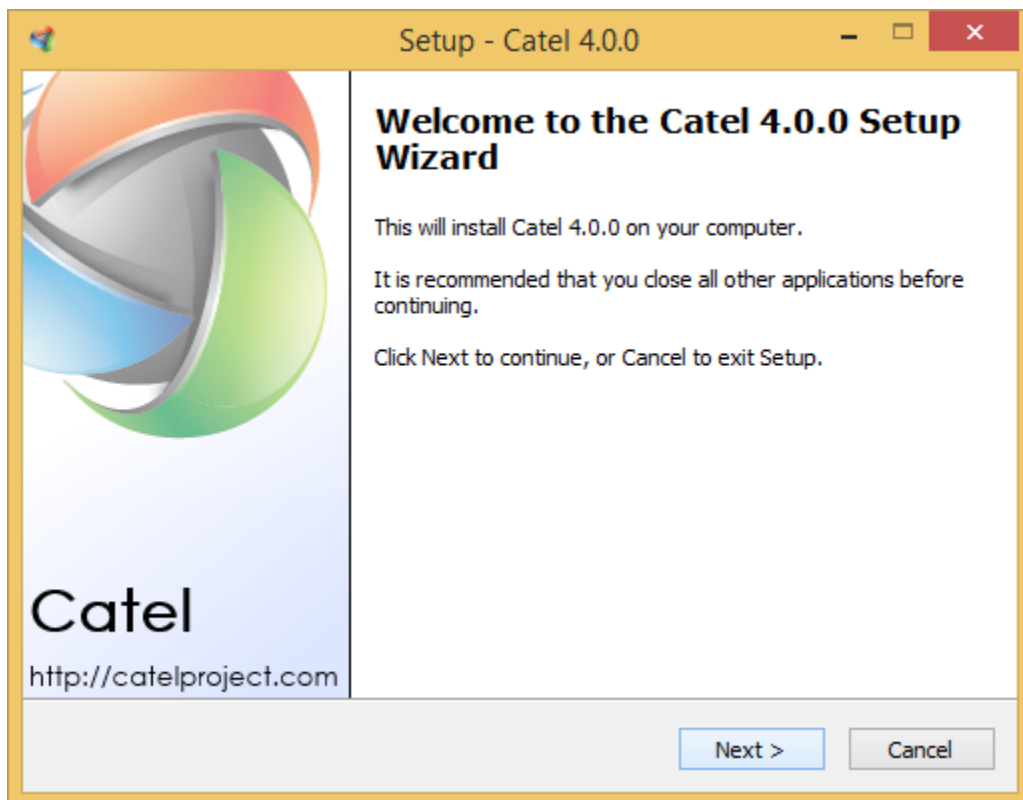 Setup - Catel 4.0.0
Welcome to the Catel 4.0.0 Setup
Wizard
This will install Catel 4.0.0 on your computer.
It is recommended that you close all other applications before
continuing.
Click Next to continue, or Cancel to exit Setup.
Catel
http://catelproject.com
Next >
Cancel